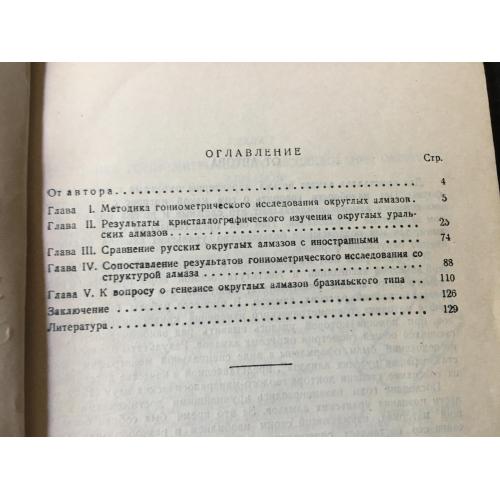 ОГЛАВЛЕНИЕ
Стр.
От автора 4
Глава I. Методика гониометрического исследования округлых алмазов. 5
Глава II. Результаты кристаллографического изучения округлых ураль-
ских алмазов 25
Глава III. Сравнение русских округлых алмазов с иностранными 74
Глава IV. Сопоставление результатов гониометрического исследования со
структурой алмаза 88
Глава V. К вопросу о генезисе округлых алмазов бразильского типа 110
Заключение 126
Литература 129